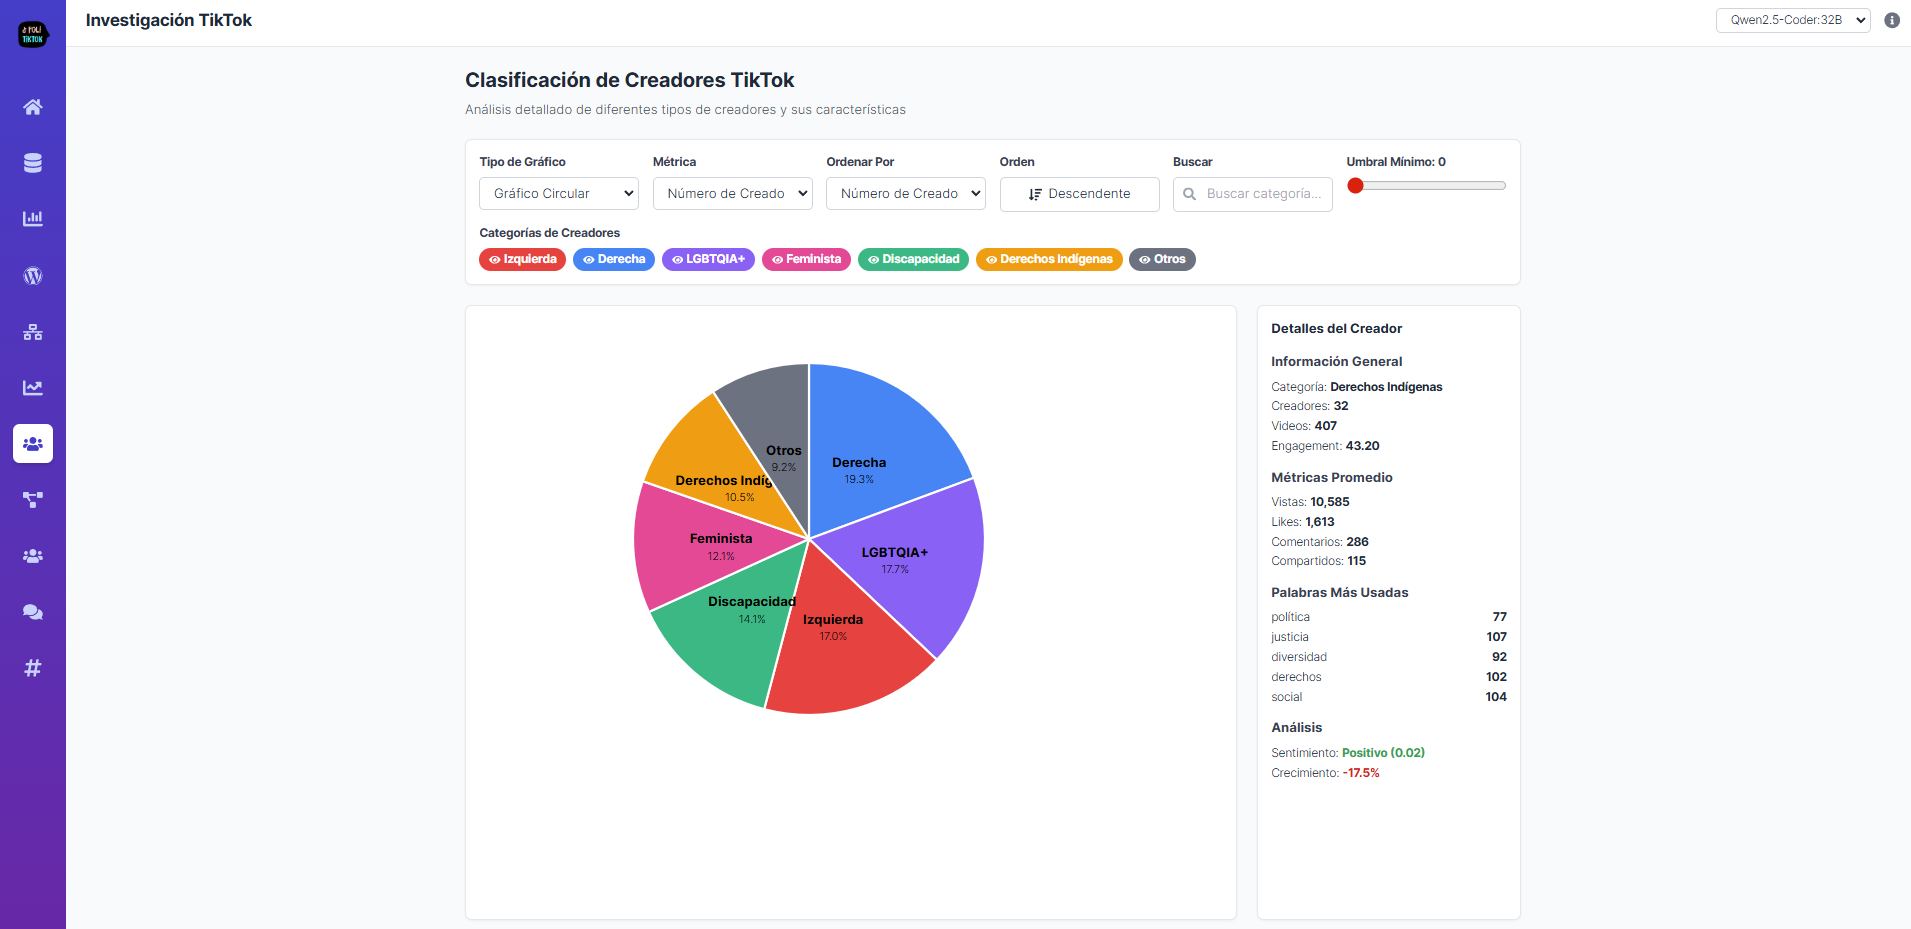 ¿POLI
TIKTOK
Investigación TikTok
Qwen2.5-Coder:32B
Clasificación de Creadores TikTok
Análisis detallado de diferentes tipos de creadores y sus características
Tipo de Gráfico
Métrica
Ordenar Por
Orden
Buscar
Umbral Mínimo: 0
Gráfico Circular
Número de Creado
Número de Creado
Descendente
Buscar categoría...
Categorías de Creadores
Izquierda
Derecha
LGBTQIA+
Feminista
Discapacidad
Derechos Indígenas
Otros
Otros
9.2%
Derecha
19.3%
Derechos Indíg
10.5%
Feminista
12.1%
LGBTQIA+
17.7%
Discapacidad
14.1%
Izquierda
17.0%
Detalles del Creador
Información General
Categoría: Derechos Indígenas
Creadores: 32
Videos: 407
Engagement: 43.20
Métricas Promedio
Vistas: 10,585
Likes: 1,613
Comentarios: 286
Compartidos: 115
Palabras Más Usadas
política 77
justicia 107
diversidad 92
derechos 102
social 104
Análisis
Sentimiento: Positivo (0.02)
Crecimiento: -17.5%